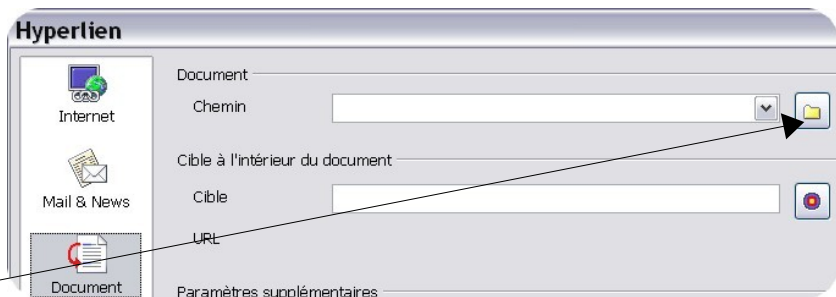 Hyperlien
Internet
Mail & News
Document
Document
Chemin
Cible à l'intérieur du document
Cible
URL
Paramètres supplémentaires